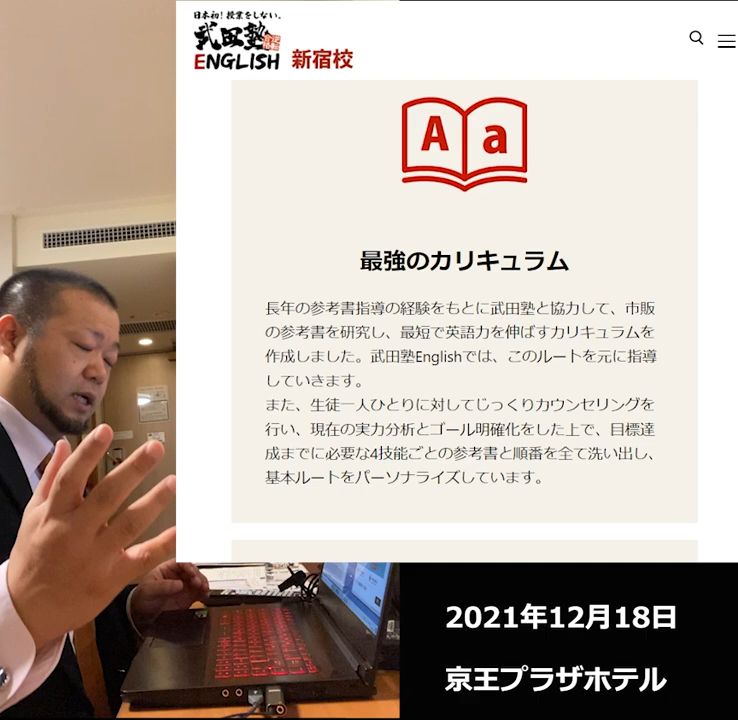 日本初！授業をしない。
武田塾
ENGLISH 新宿校
A a
最強のカリキュラム
長年の参考書指導の経験をもとに武田塾と協力して、市販
の参考書を研究し、最短で英語力を伸ばすカリキュラムを
作成しました。武田塾Englishでは、このルートを元に指導
していきます。
また、生徒一人ひとりに対してじっくりカウンセリングを
行い、現在の実力分析とゴール明確化をした上で、目標達
成までに必要な4技能ごとの参考書と順番を全て洗い出し、
基本ルートをパーソナライズしています。
2021年12月18日
京王プラザホテル